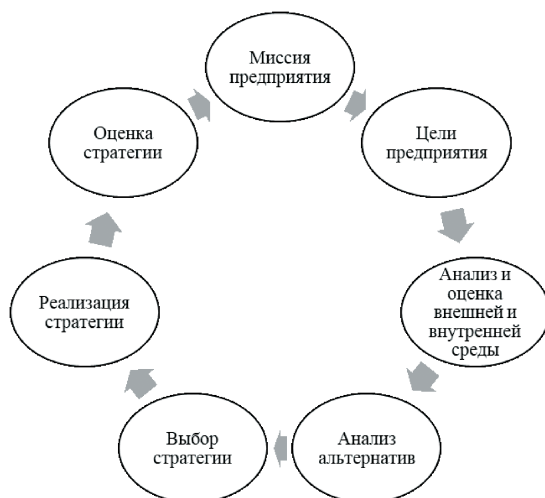 Миссия
предприятия
Цели
предприятия
Анализ и
оценка
внешней и
внутренней
среды
Анализ
альтернатив
Выбор
стратегии
Реализация
стратегии
Оценка
стратегии